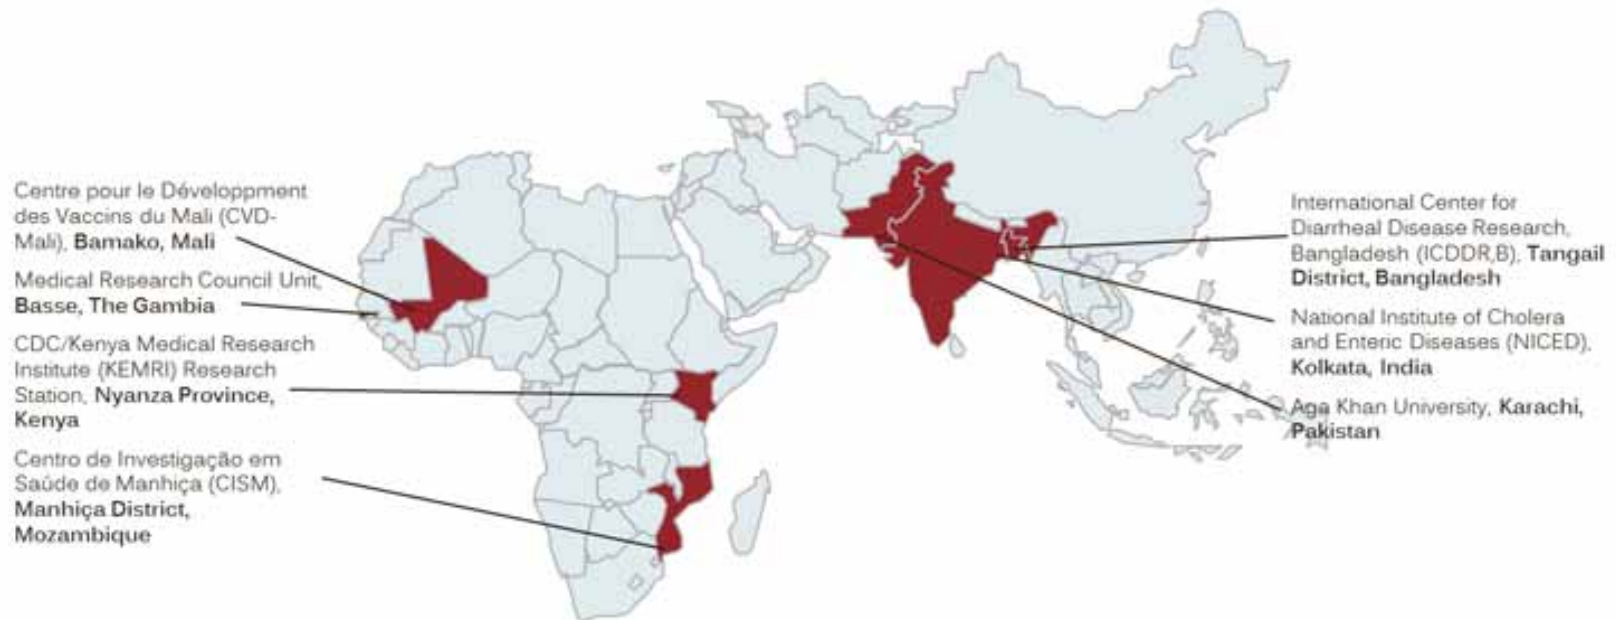 Centre pour le Développment
des Vaccins du Mali (CVD-
Mali), Bamako, Mali
Medical Research Council Unit,
Basse, The Gambia
CDC/Kenya Medical Research
Institute (KEMRI) Research
Station, Nyanza Province,
Kenya
Centro de Investigação em
Saúde de Manhiça (CISM),
Manhiça District,
Mozambique
International Center for
Diarrheal Disease Research,
Bangladesh (ICDDR,B), Tangail
District, Bangladesh
National Institute of Cholera
and Enteric Diseases (NICED),
Kolkata, India
Aga Khan University, Karachi,
Pakistan